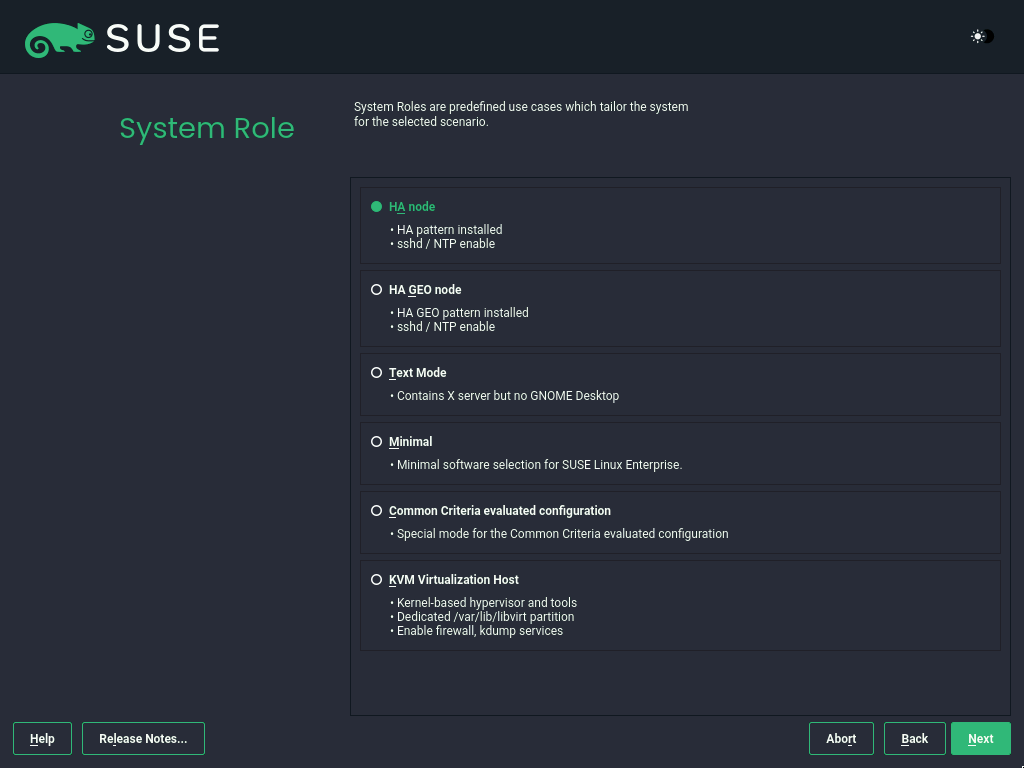 SUSE
System Role
System Roles are predefined use cases which tailor the system
for the selected scenario.
HA node
• HA pattern installed
• sshd / NTP enable
HA GEO node
• HA GEO pattern installed
• sshd / NTP enable
Text Mode
• Contains X server but no GNOME Desktop
Minimal
• Minimal software selection for SUSE Linux Enterprise.
Common Criteria evaluated configuration
• Special mode for the Common Criteria evaluated configuration
KVM Virtualization Host
• Kernel-based hypervisor and tools
• Dedicated /var/lib/libvirt partition
• Enable firewall, kdump services
Help
Release Notes...
Abort
Back
Next